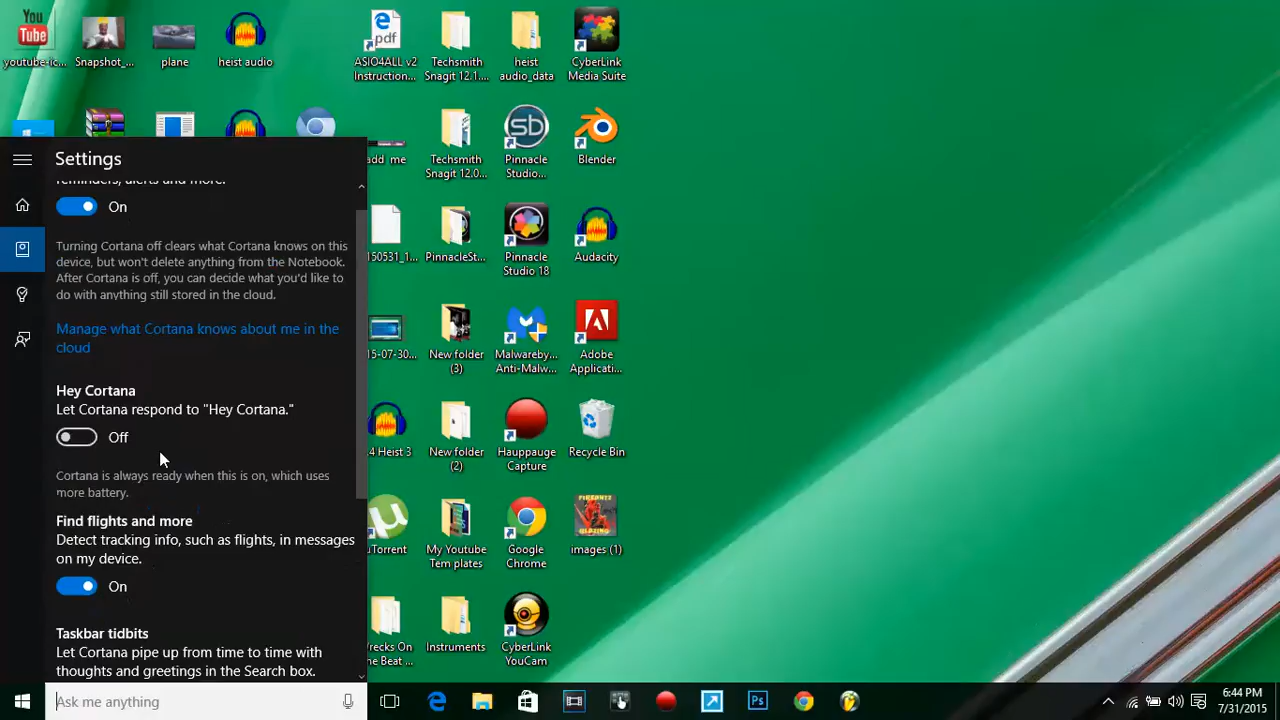 You
Tube
youtube-ic...
Snapshot_...
plane
heist audio
pdf
ASIO4ALL v2
Instruction...
Techsmith
Snagit 12.1....
heist
audio_data
CyberLink
Media Suite
add me
Techsmith
Snagit 12.0...
sb
Pinnacle
Studio...
Blender
Settings
reminders, alerts and more.
On
Turning Cortana off clears what Cortana knows on this
device, but won't delete anything from the Notebook.
After Cortana is off, you can decide what you'd like to
do with anything still stored in the cloud.
Manage what Cortana knows about me in the
cloud
Hey Cortana
Let Cortana respond to "Hey Cortana."
Off
Cortana is always ready when this is on, which uses
more battery.
Find flights and more
Detect tracking info, such as flights, in messages
on my device.
On
Taskbar tidbits
Let Cortana pipe up from time to time with
thoughts and greetings in the Search box.
150531_1...
PinnacleSt...
Pinnacle
Studio 18
Audacity
15-07-30...
New folder
(3)
Malwareby...
Anti-Malw...
Adobe
Applicati...
4 Heist 3
New folder
(2)
Hauppauge
Capture
Recycle Bin
uTorrent
My Youtube
Tem plates
Google
Chrome
images (1)
Wrecks On
he Beat ...
Instruments
CyberLink
YouCam
Ask me anything
Ps
6:44 PM
7/31/2015